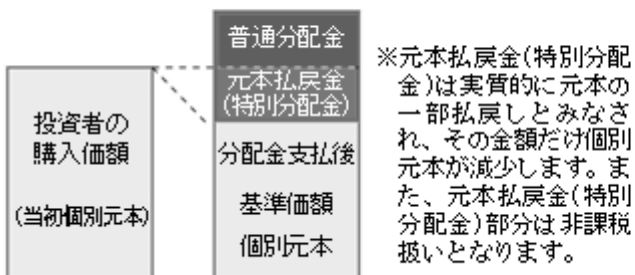 投資者の
購入価額
(当初個別元本)
普通分配金
元本払戻金
(特別分配金)
分配金支払後
基準価額
個別元本
※元本払戻金(特別分配
金)は実質的に元本の
一部払戻しとみなさ
れ、その金額だけ個別
元本が減少します。ま
た、元本払戻金(特別
分配金)部分は非課税
扱いとなります。